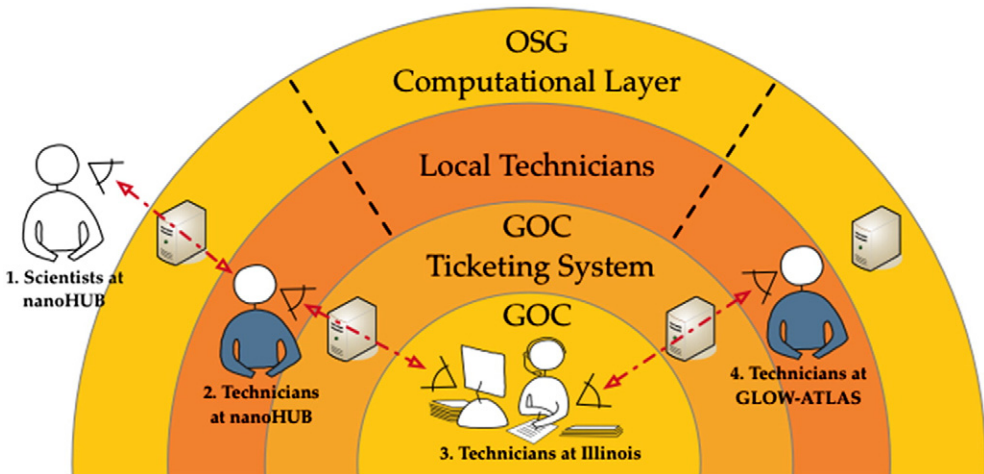 OSG
Computational Layer
Local Technicians
GOC
Ticketing System
GOC
1. Scientists at
nanoHUB
2. Technicians
at nanoHUB
3. Technicians at Illinois
4. Technicians at
GLOW-ATLAS